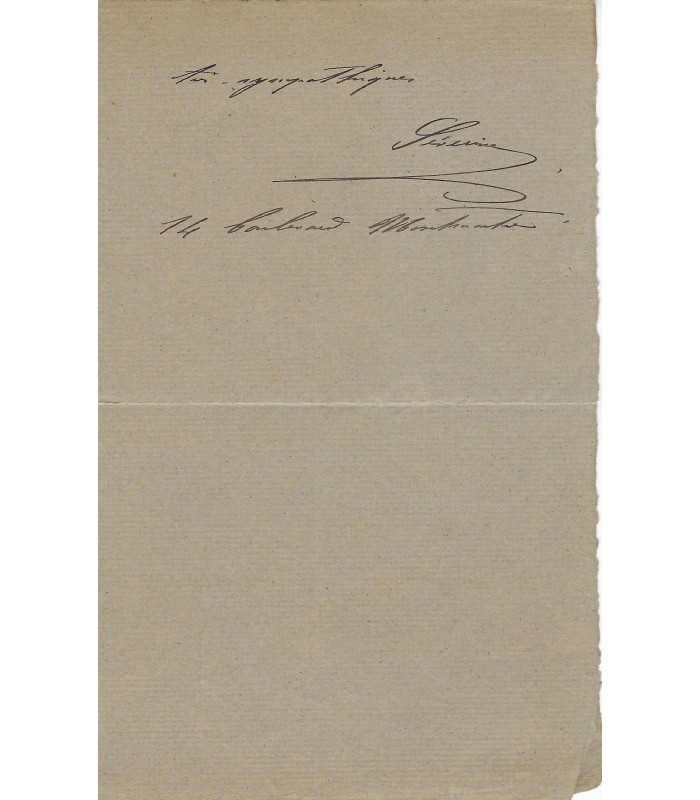 très-sympathiques
Séverine
14 boulevard Montmartre